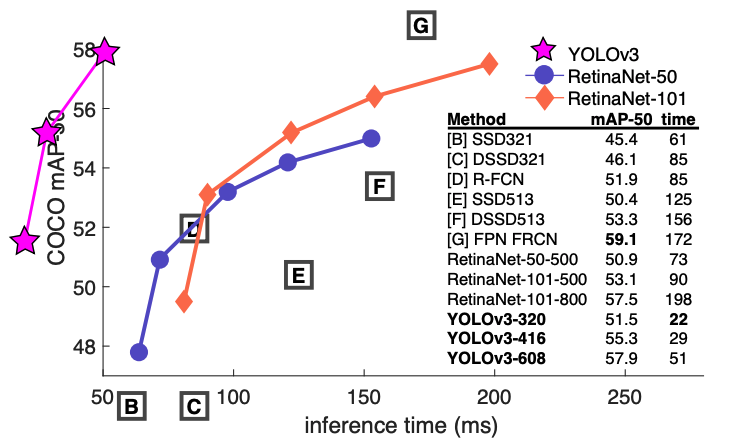 G
YOLOv3
RetinaNet-50
RetinaNet-101
58
56
54
52
50
48
COCO mAP-50
D
E
F
Method mAP-50 time
[B] SSD321 45.4 61
[C] DSSD321 46.1 85
[D] R-FCN 51.9 85
[E] SSD513 50.4 125
[F] DSSD513 53.3 156
[G] FPN FRCN 59.1 172
RetinaNet-50-500 50.9 73
RetinaNet-101-500 53.1 90
RetinaNet-101-800 57.5 198
YOLOv3-320 51.5 22
YOLOv3-416 55.3 29
YOLOv3-608 57.9 51
50 100 150 200 250
B C
inference time (ms)